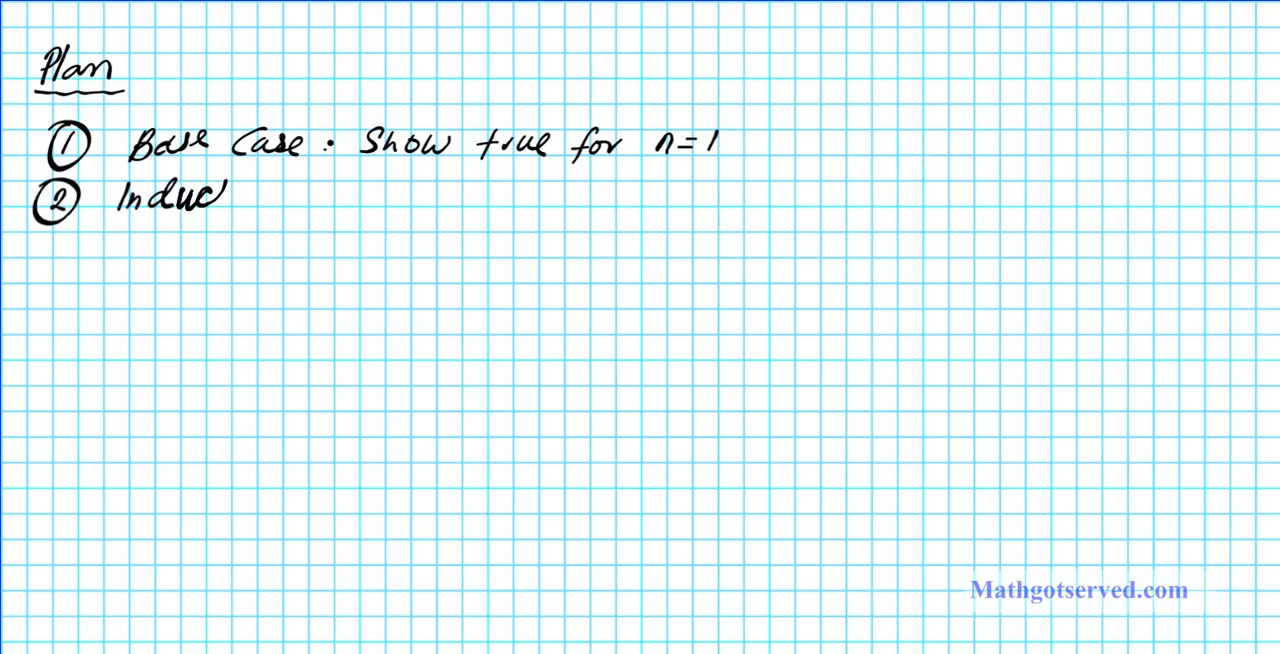 Plan
① Base Case: Show true for n=1
② Induc
Mathgotserved.com